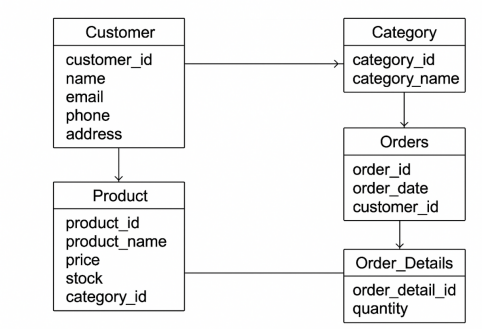 Customer
customer_id
name
email
phone
address
Category
category_id
category_name
Product
product_id
product_name
price
stock
category_id
Orders
order_id
order_date
customer_id
Order_Details
order_detail_id
quantity